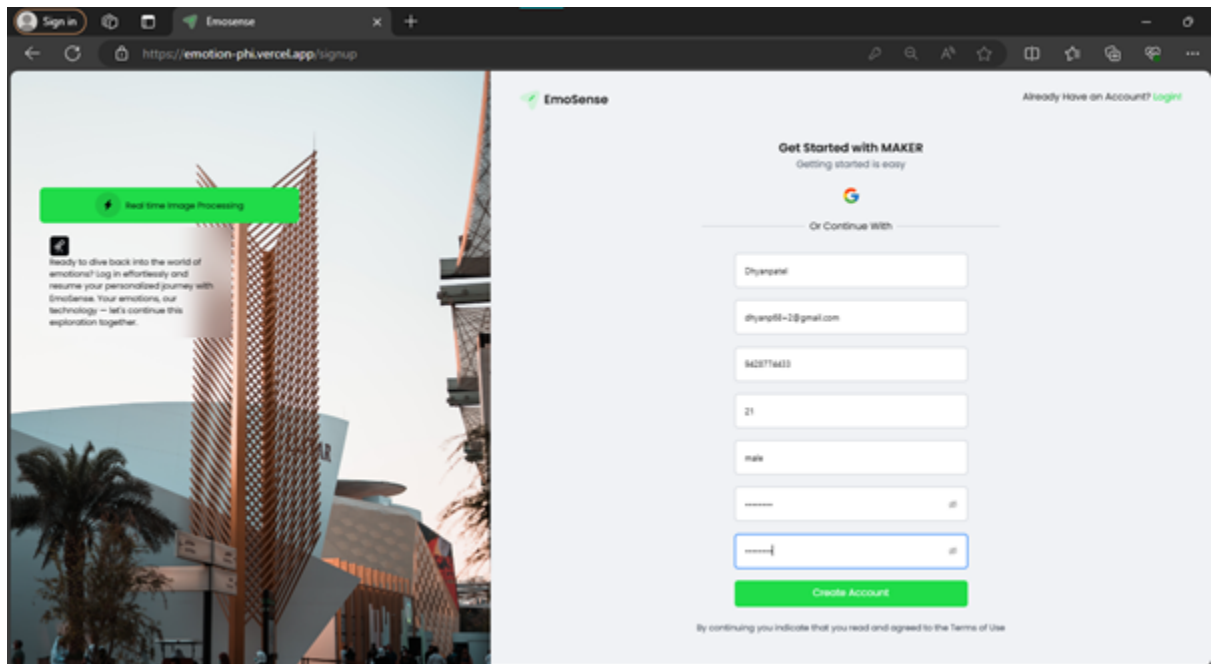 Sign in
Emosense
https://emotion-phi.vercel.app/signup
EmoSense
Already Have an Account? Login!
Get Started with MAKER
Getting started is easy
Or Continue With
Real time Image Processing
Ready to dive back into the world of
emotions? Log in effortlessly and
resume your personalized journey with
EmoSense. Your emotions, our
technology — let's continue this
exploration together.
Dhyanpatel
21
male
Create Account
By continuing you indicate that you read and agreed to the Terms of Use